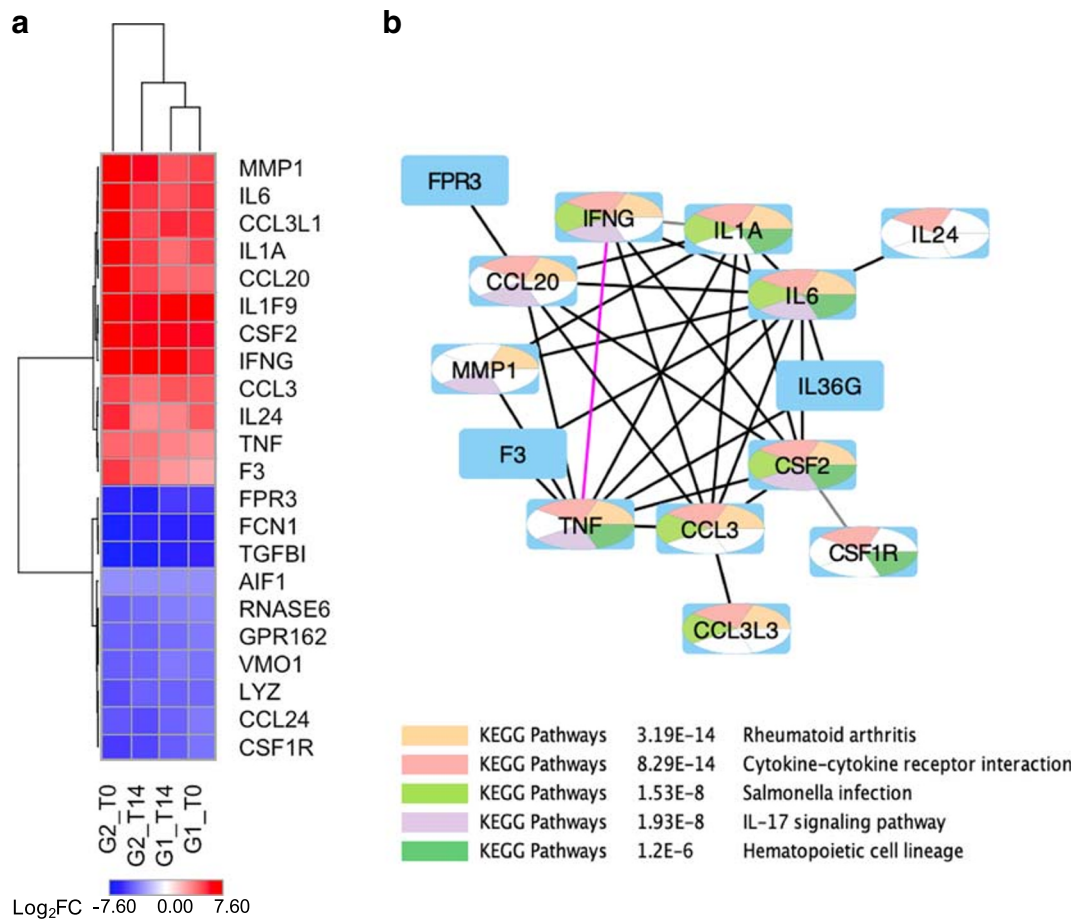 a
MMP1
IL6
CCL3L1
IL1A
CCL20
IL1F9
CSF2
IFNG
CCL3
IL24
TNF
F3
FPR3
FCN1
TGFBI
AIF1
RNASE6
GPR162
VMO1
LYZ
CCL24
CSF1R
G2_T0
G2_T14
G1_T14
G1_T0
Log2FC -7.60 0.00 7.60
b
FPR3
IFNG
IL1A
IL24
CCL20
IL6
MMP1
IL36G
F3
CSF2
TNF
CCL3
CSF1R
CCL3L3
KEGG Pathways 3.19E-14 Rheumatoid arthritis
KEGG Pathways 8.29E-14 Cytokine-cytokine receptor interaction
KEGG Pathways 1.53E-8 Salmonella infection
KEGG Pathways 1.93E-8 IL-17 signaling pathway
KEGG Pathways 1.2E-6 Hematopoietic cell lineage